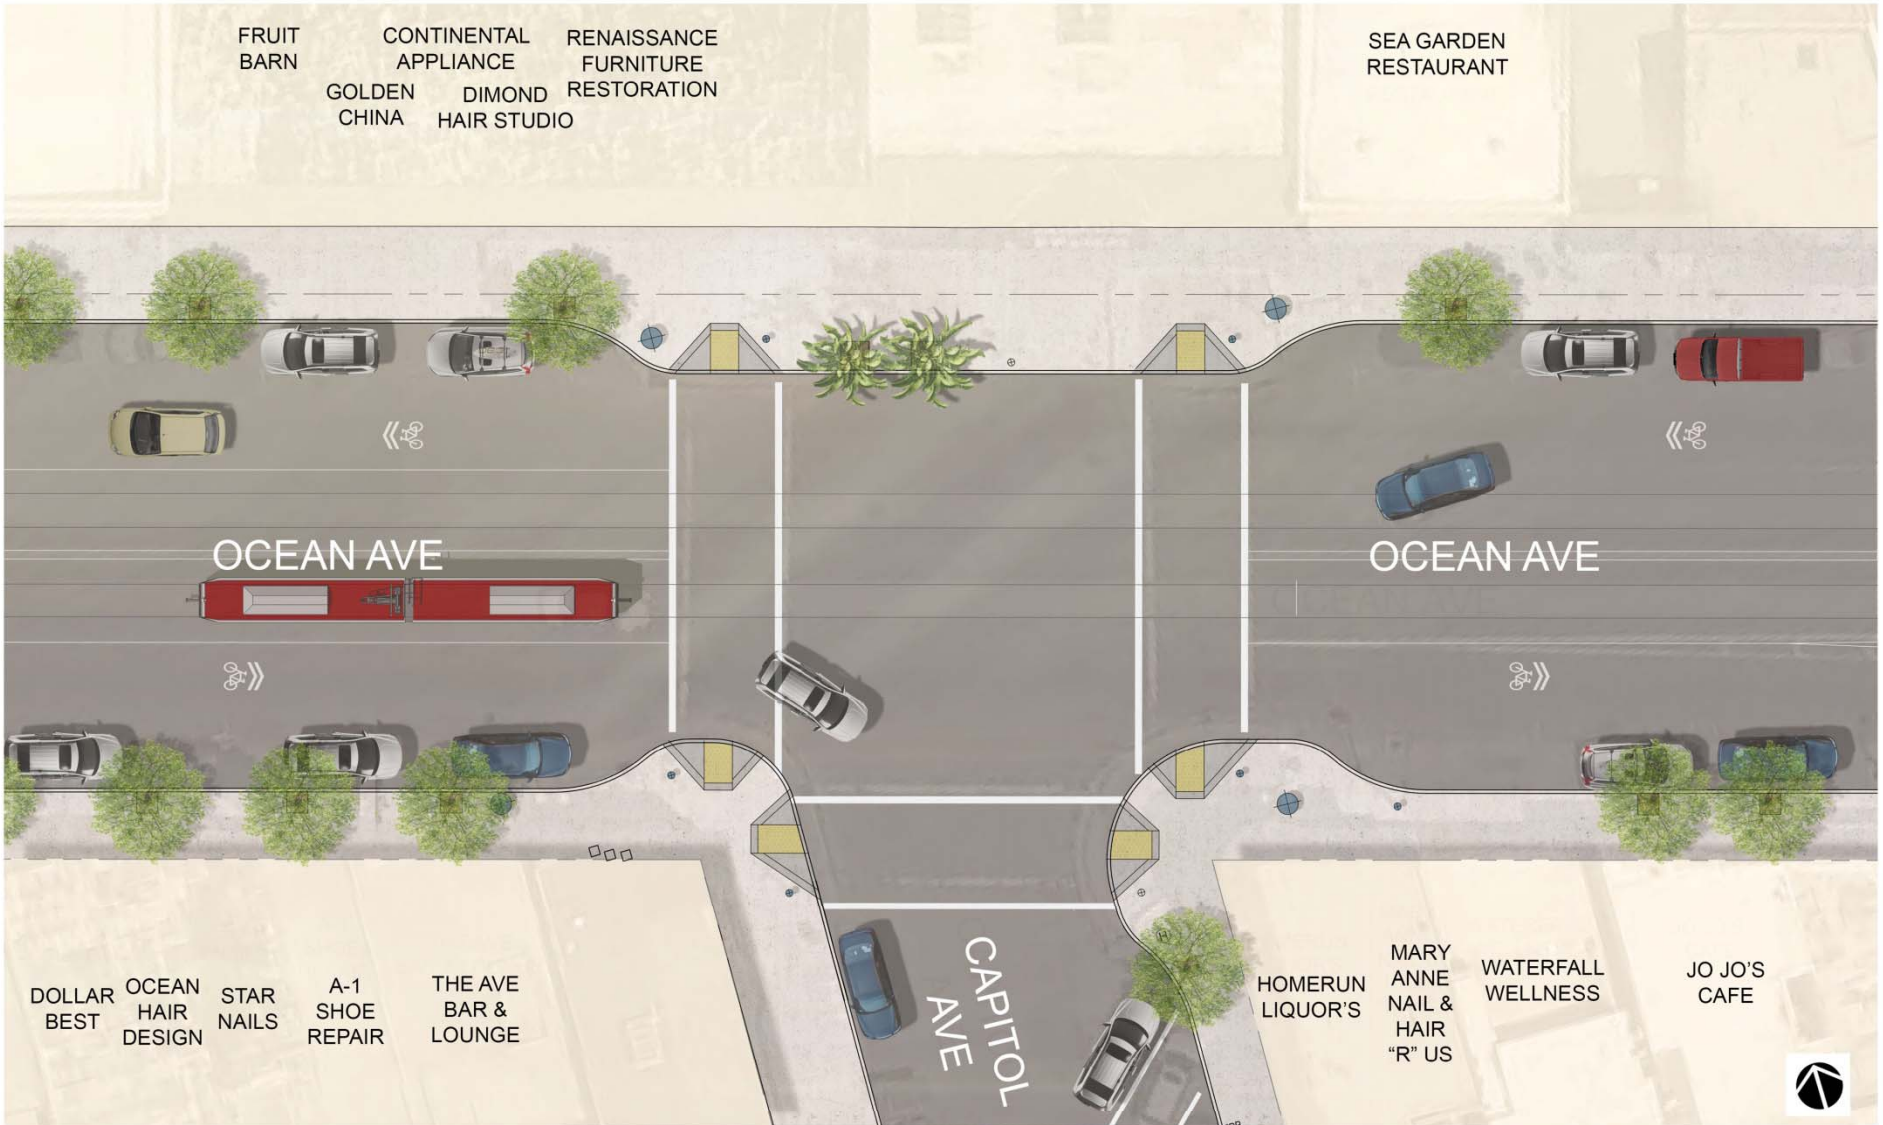 FRUIT
BARN
CONTINENTAL
APPLIANCE
RENAISSANCE
FURNITURE
RESTORATION
GOLDEN
CHINA
DIMOND
HAIR STUDIO
SEA GARDEN
RESTAURANT
OCEAN AVE
OCEAN AVE
OCEAN AVE
DOLLAR
BEST
OCEAN
HAIR
DESIGN
STAR
NAILS
A-1
SHOE
REPAIR
THE AVE
BAR &
LOUNGE
CAPITOL
AVE
HOMERUN
LIQUOR'S
MARY
ANNE
NAIL &
HAIR
“R” US
WATERFALL
WELLNESS
JO JO'S
CAFE